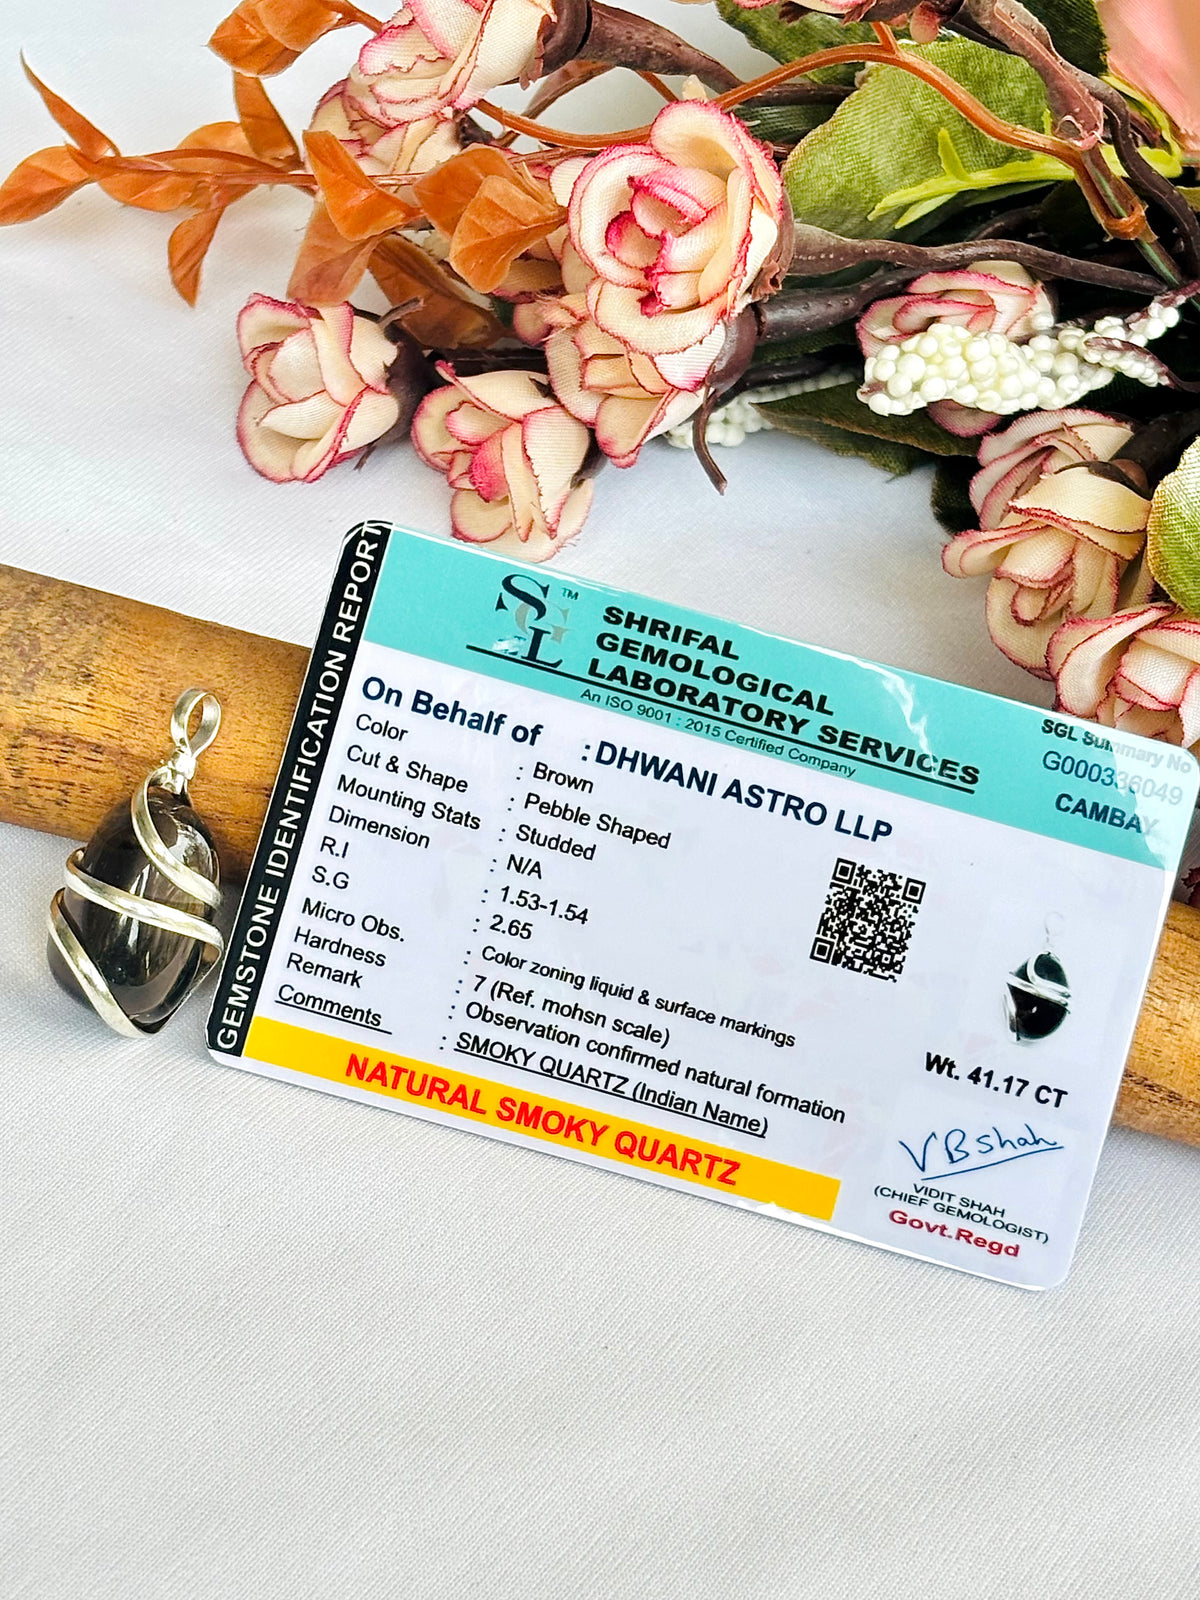 GEMSTONE IDENTIFICATION REPORT
SGL TM
SHRIFAL
GEMOLOGICAL
LABORATORY SERVICES
An ISO 9001 : 2015 Certified Company
SGL Summary No
G000336049
CAMBAY
On Behalf of : DHWANI ASTRO LLP
Color : Brown
Cut & Shape : Pebble Shaped
Mounting Stats : Studded
Dimension : N/A
R.I : 1.53-1.54
S.G : 2.65
Micro Obs. : Color zoning liquid & surface markings
Hardness : 7 (Ref. mohsn scale)
Remark : Observation confirmed natural formation
Comments : SMOKY QUARTZ (Indian Name)
NATURAL SMOKY QUARTZ
Wt. 41.17 CT
VBshah
VIDIT SHAH
(CHIEF GEMOLOGIST)
Govt.Regd